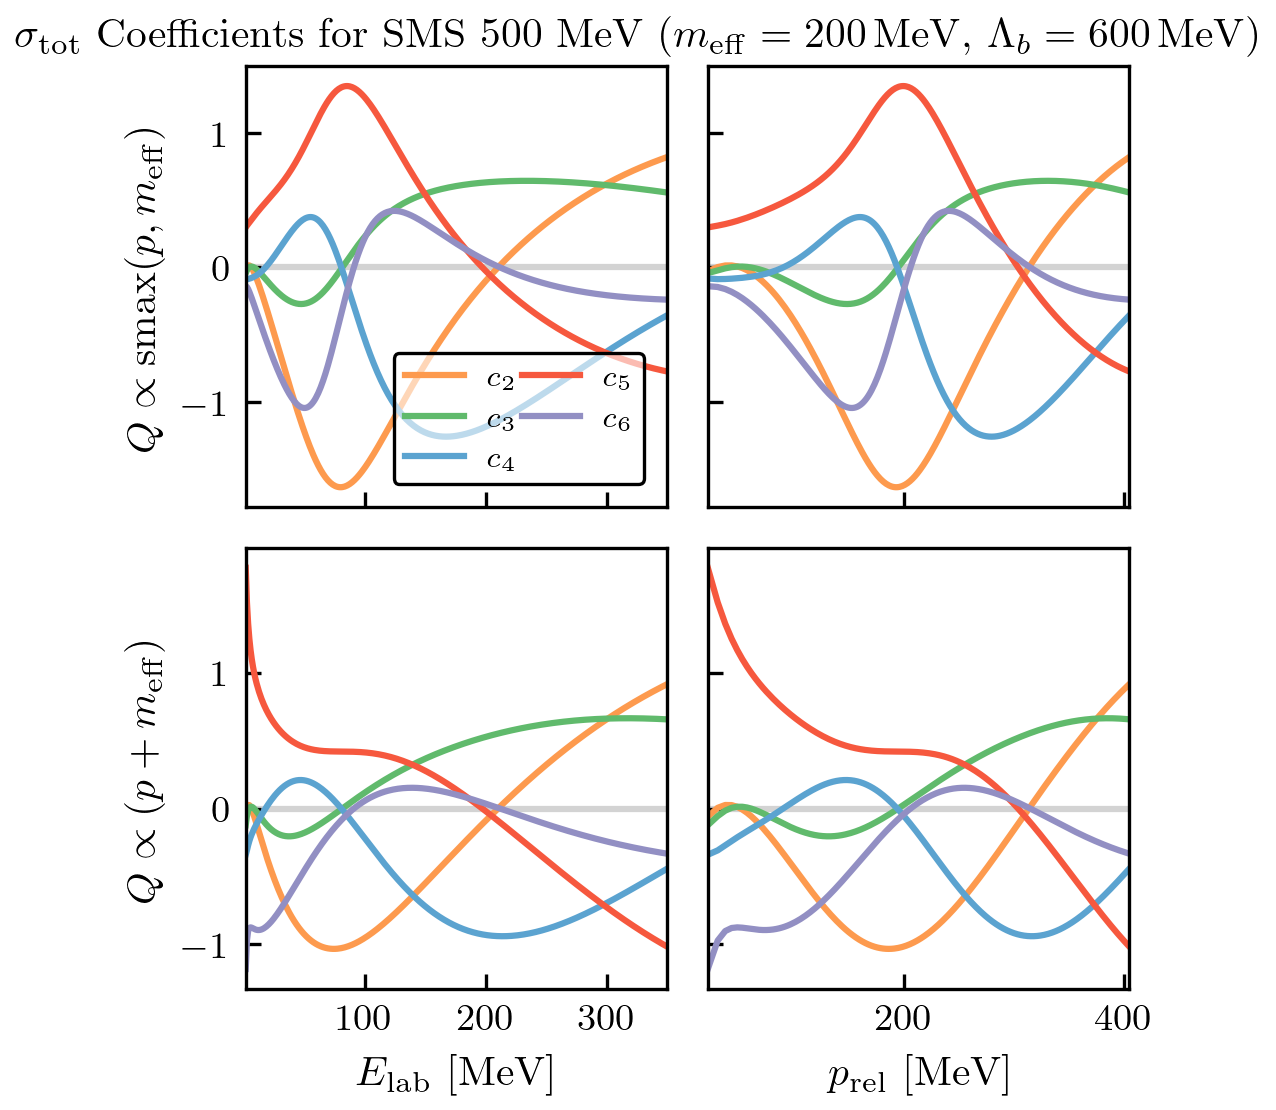 σ_tot Coefficients for SMS 500 MeV (m_eff = 200 MeV, Λ_b = 600 MeV)
Q ∝ smax(p, m_eff)
1
0
−1
c_2
c_3
c_4
c_5
c_6
Q ∝ (p + m_eff)
1
0
−1
100 200 300
E_lab [MeV]
200 400
p_rel [MeV]